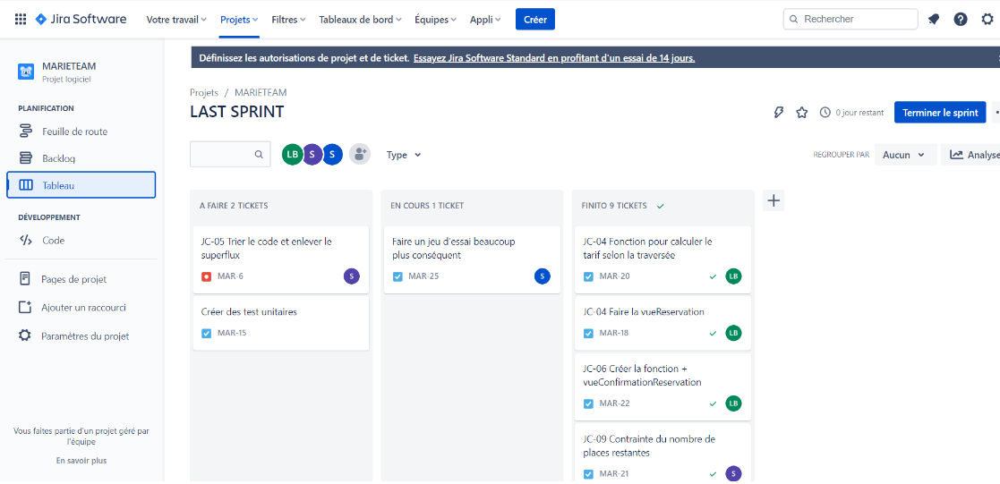 Jira Software Votre travail Projets Filtres Tableaux de bord Équipes Appli Créer Rechercher
MARIETEAM
Projet logiciel
PLANIFICATION
Feuille de route
Backlog
Tableau
DÉVELOPPEMENT
Code
Pages de projet
Ajouter un raccourci
Paramètres du projet
Vous faites partie d'un projet géré par
l'équipe
En savoir plus
Définissez les autorisations de projet et de ticket. Essayez Jira Software Standard en profitant d'un essai de 14 jours.
Projets / MARIETEAM
LAST SPRINT
0 jour restant Terminer le sprint
LB S S Type
REGROUPER PAR Aucun Analyse
A FAIRE 2 TICKETS
JC-05 Trier le code et enlever le
superflux
MAR-6 S
Créer des test unitaires
MAR-15
EN COURS 1 TICKET
Faire un jeu d'essai beaucoup
plus conséquent
MAR-25 S
FINITO 9 TICKETS
JC-04 Fonction pour calculer le
tarif selon la traversée
MAR-20 LB
JC-04 Faire la vueReservation
MAR-18 LB
JC-06 Créer la fonction +
vueConfirmationReservation
MAR-22 LB
JC-09 Contrainte du nombre de
places restantes
MAR-21 S